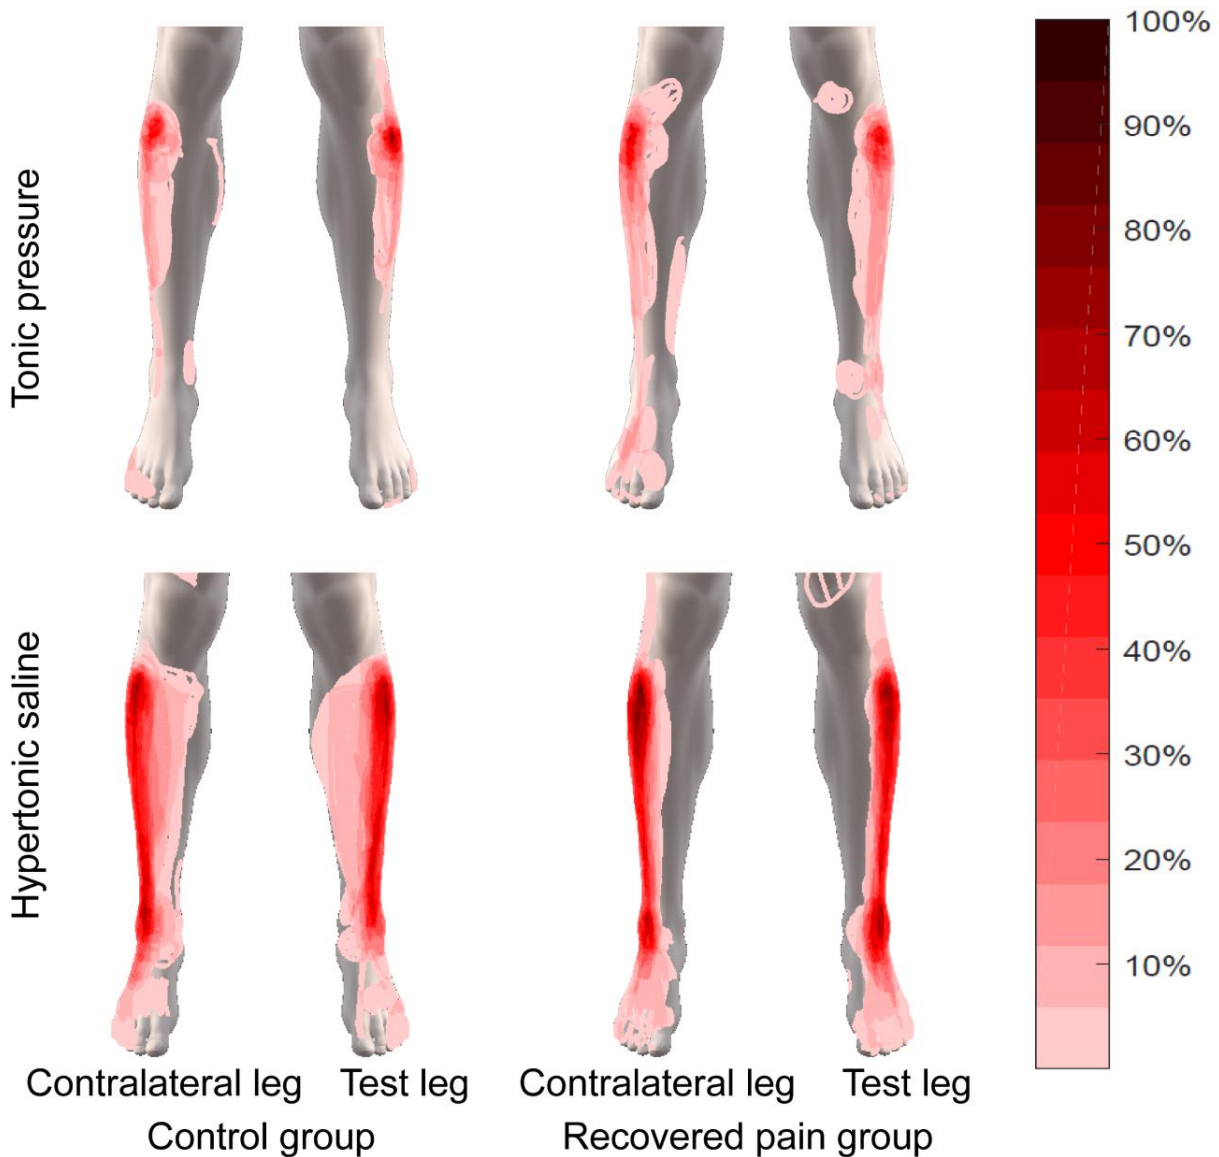 100%
90%
80%
70%
60%
50%
40%
30%
20%
10%
Tonic pressure
Hypertonic saline
Contralateral leg Test leg Contralateral leg Test leg
Control group Recovered pain group